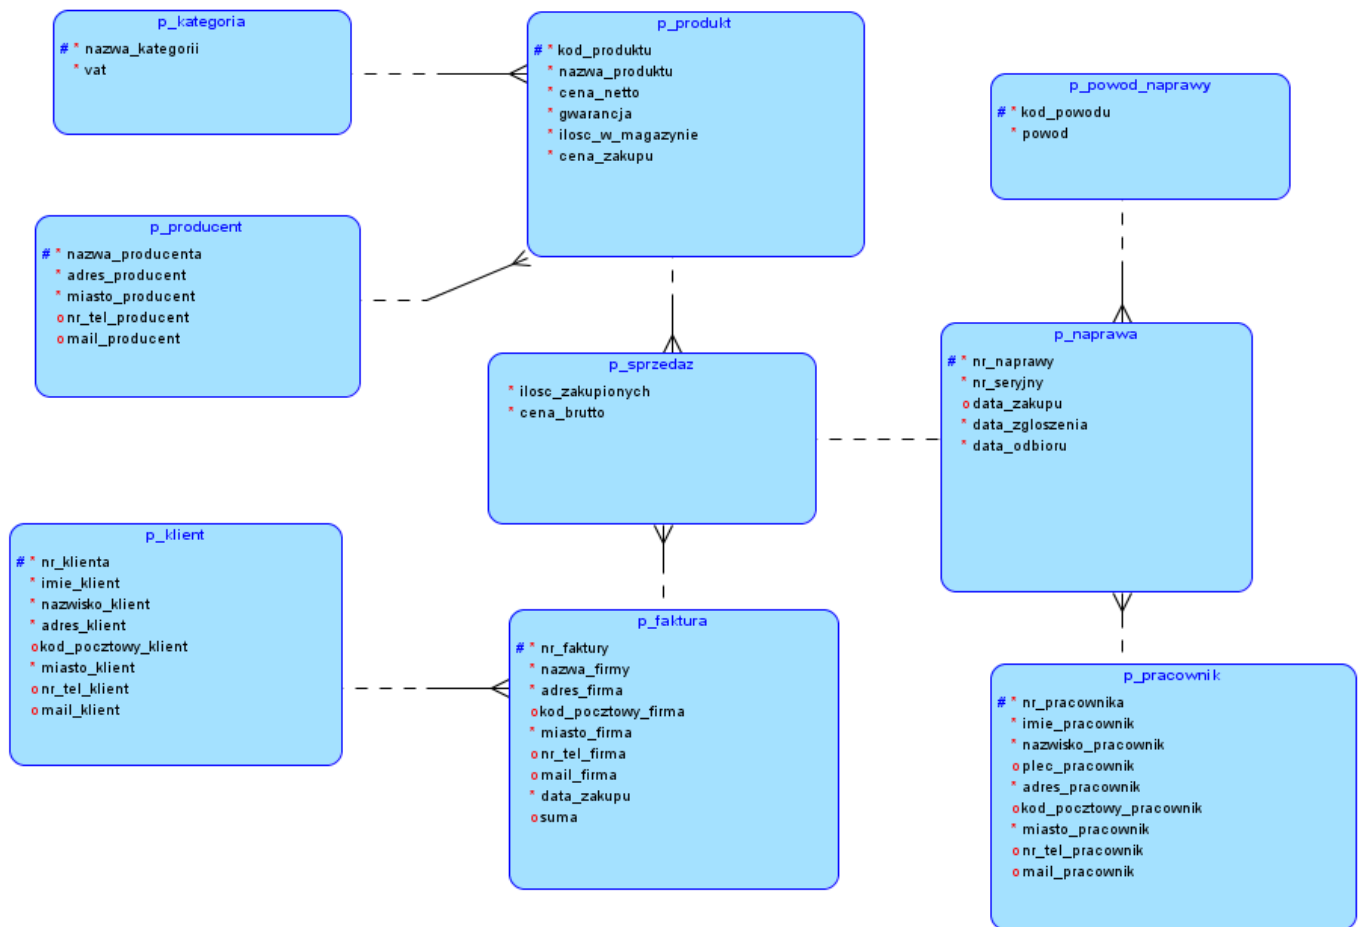 p_kategoria
# * nazwa_kategorii
* vat
p_produkt
# * kod_produktu
* nazwa_produktu
* cena_netto
* gwarancja
* ilosc_w_magazynie
* cena_zakupu
p_powod_naprawy
# * kod_powodu
* powod
p_producent
# * nazwa_producenta
* adres_producent
* miasto_producent
o nr_tel_producent
o mail_producent
p_sprzedaz
* ilosc_zakupionych
* cena_brutto
p_naprawa
# * nr_naprawy
* nr_seryjny
o data_zakupu
* data_zgloszenia
* data_odbioru
p_klient
# * nr_klienta
* imie_klient
* nazwisko_klient
* adres_klient
o kod_pocztowy_klient
* miasto_klient
o nr_tel_klient
o mail_klient
p_faktura
# * nr_faktury
* nazwa_firmy
* adres_firma
o kod_pocztowy_firma
* miasto_firma
o nr_tel_firma
o mail_firma
* data_zakupu
o suma
p_pracownik
# * nr_pracownika
* imie_pracownik
* nazwisko_pracownik
o plec_pracownik
* adres_pracownik
o kod_pocztowy_pracownik
* miasto_pracownik
o nr_tel_pracownik
o mail_pracownik